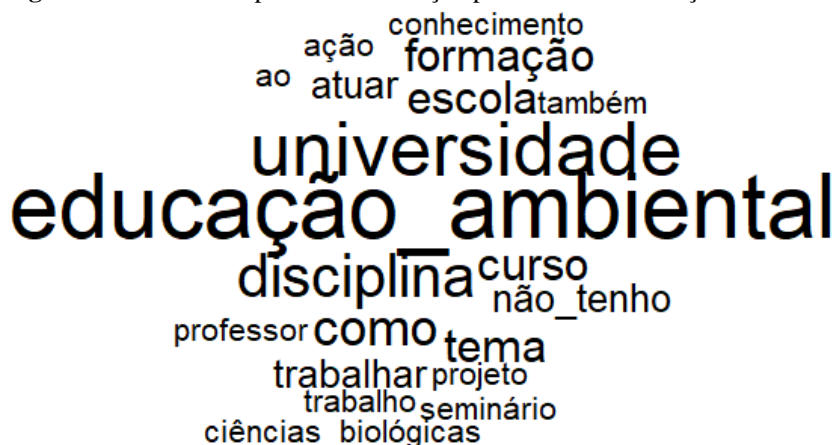 conhecimento
ação formação
ao atuar escola também
universidade
educação_ambiental
disciplina curso
não_tenho
professor como tema
trabalhar projeto
trabalho seminário
ciências_biológicas